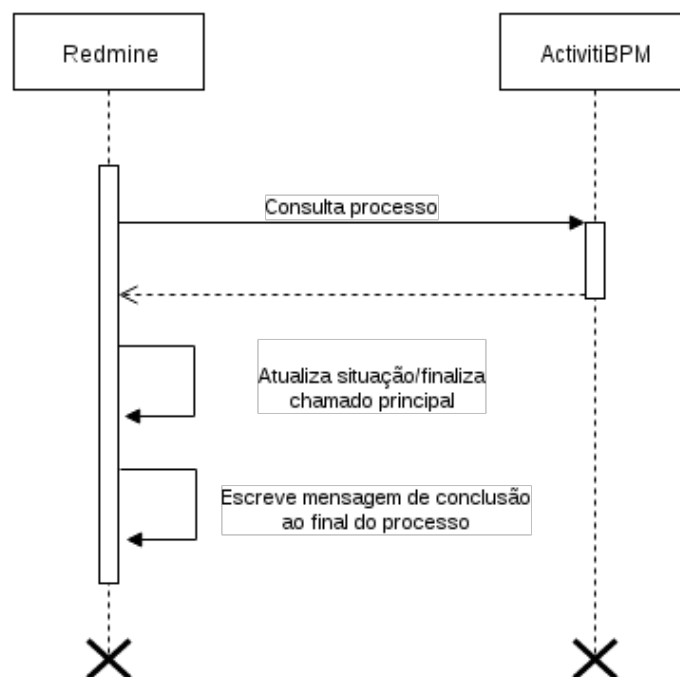 Redmine
ActivitiBPM
Consulta processo
Atualiza situação/finaliza
chamado principal
Escreve mensagem de conclusão
ao final do processo